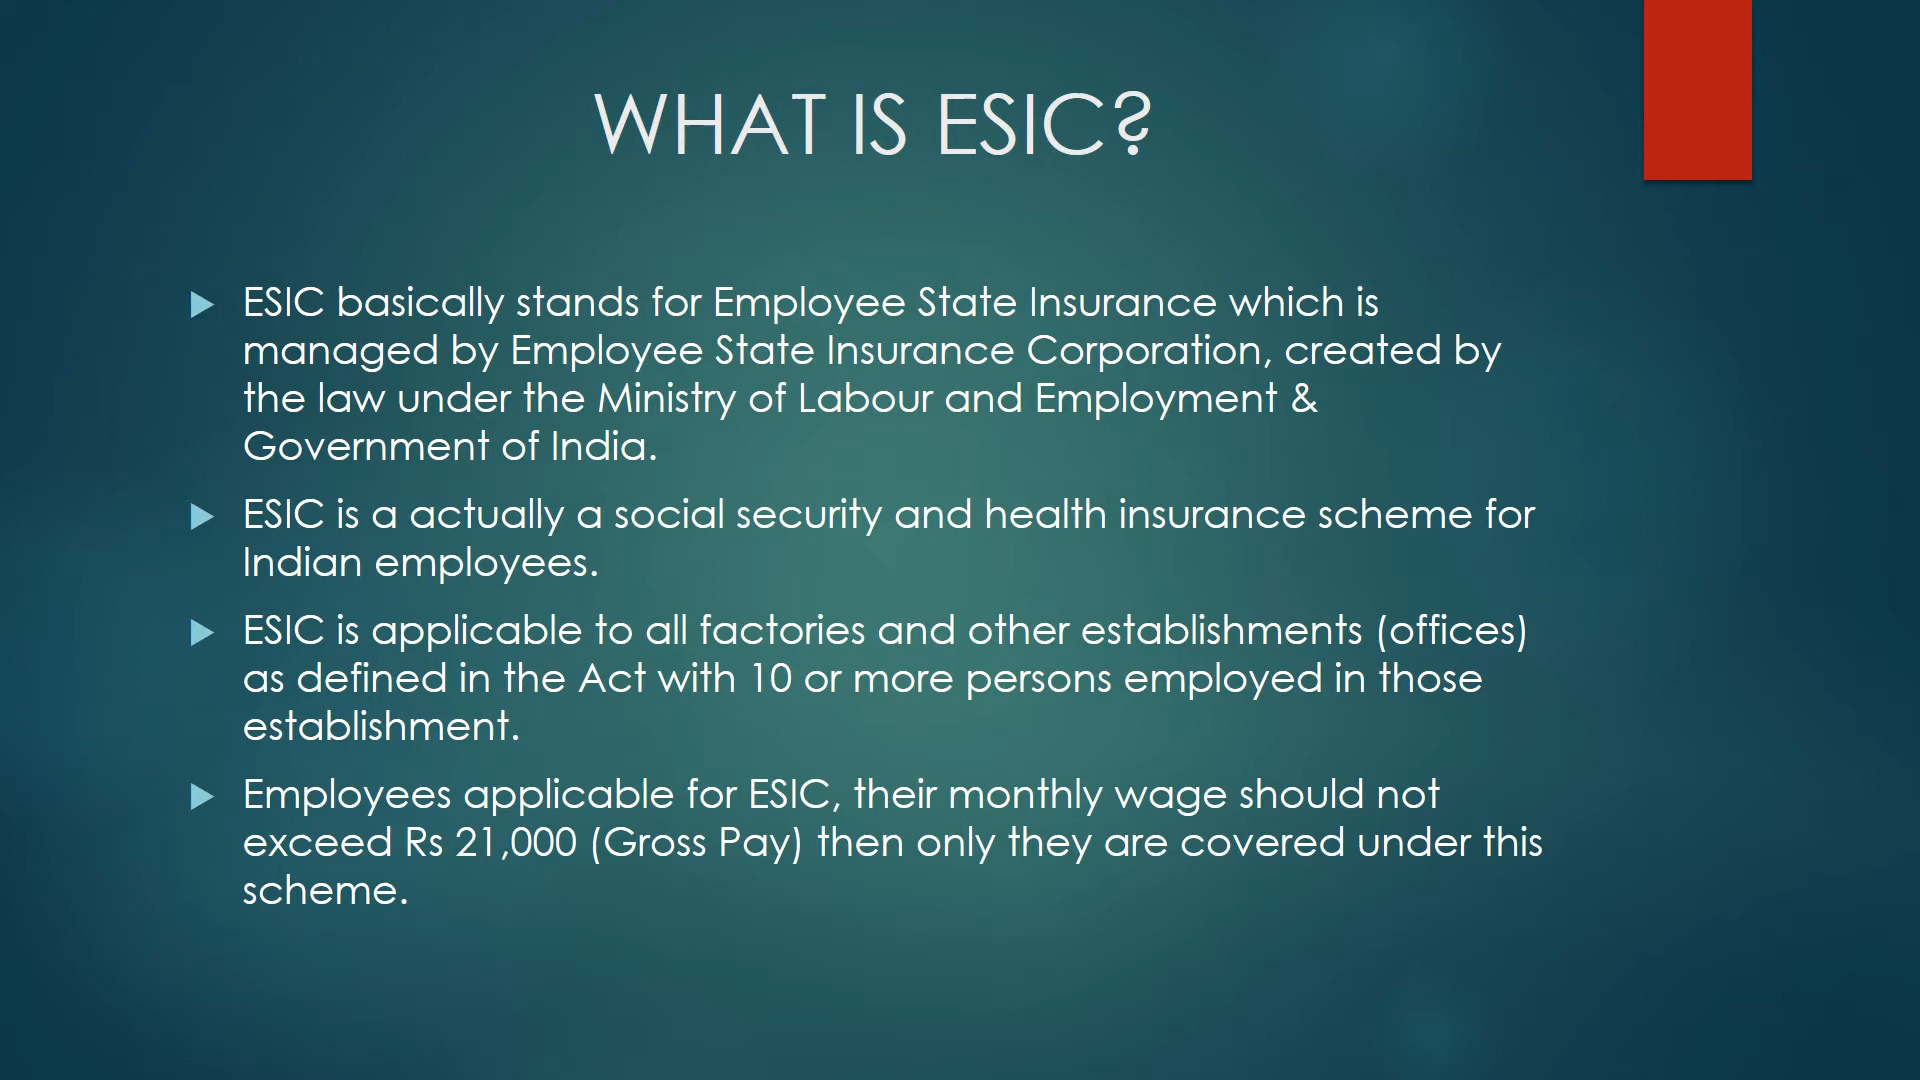 WHAT IS ESIC?
ESIC basically stands for Employee State Insurance which is
managed by Employee State Insurance Corporation, created by
the law under the Ministry of Labour and Employment &
Government of India.
ESIC is a actually a social security and health insurance scheme for
Indian employees.
ESIC is applicable to all factories and other establishments (offices)
as defined in the Act with 10 or more persons employed in those
establishment.
Employees applicable for ESIC, their monthly wage should not
exceed Rs 21,000 (Gross Pay) then only they are covered under this
scheme.